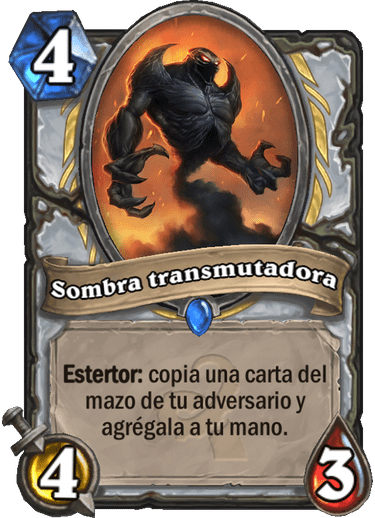 4
Sombra transmutadora
Estertor: copia una carta del
mazo de tu adversario y
agrégala a tu mano.
4
3